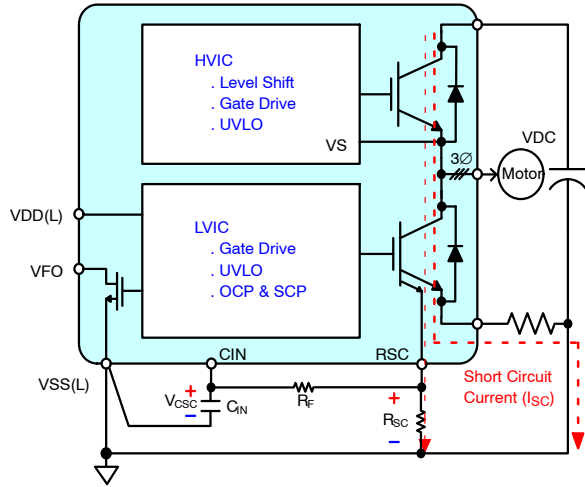 HVIC
. Level Shift
. Gate Drive
. UVLO
VS
VDC
3∅
Motor
VDD(L)
LVIC
. Gate Drive
. UVLO
. OCP & SCP
VFO
CIN
RSC
VSS(L)
+
VCSC
–
CIN
RF
+
RSC
–
Short Circuit
Current (ISC)